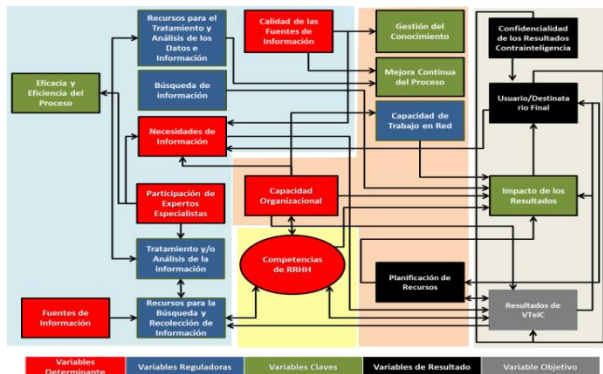 Recursos para el
Tratamiento y
Análisis de los
Datos e
Información
Calidad de las
Fuentes de
Información
Gestión del
Conocimiento
Confidencialidad
de los Resultados
Contrainteligencia
Eficacia y
Eficiencia del
Proceso
Búsqueda de
información
Mejora Continua
del Proceso
Usuario/Destinata
rio Final
Necesidades de
Información
Capacidad de
Trabajo en Red
Participación de
Expertos
Especialistas
Capacidad
Organizacional
Impacto de los
Resultados
Tratamiento y/o
Análisis de la
información
Competencias
de RRHH
Planificación de
Recursos
Fuentes de
Información
Recursos para la
Búsqueda y
Recolección de
Información
Resultados de
VTeIC
Variables
Determinante
Variables Reguladoras
Variables Claves
Variables de Resultado
Variable Objetivo